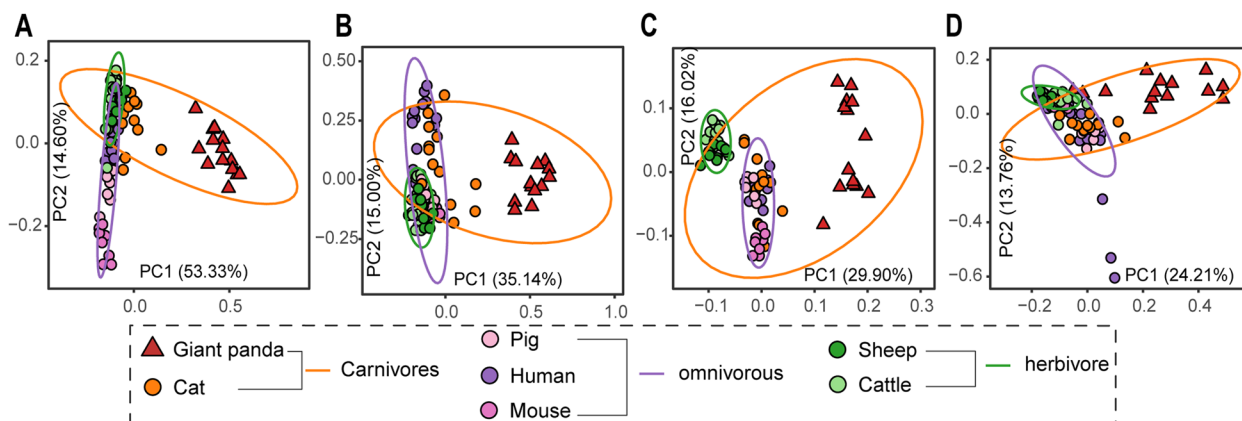 A
B
C
D
0.2
0.0
−0.2
PC2 (14.60%)
PC1 (53.33%)
0.0
0.5
0.50
0.25
0.00
−0.25
PC2 (15.00%)
PC1 (35.14%)
0.0
0.5
1.0
0.1
0.0
−0.1
PC2 (16.02%)
PC1 (29.90%)
−0.1
0.0
0.1
0.2
0.3
0.2
0.0
−0.2
−0.4
−0.6
PC2 (13.76%)
PC1 (24.21%)
−0.2
0.0
0.2
0.4
Giant panda
Cat
Carnivores
Pig
Human
Mouse
omnivorous
Sheep
Cattle
herbivore